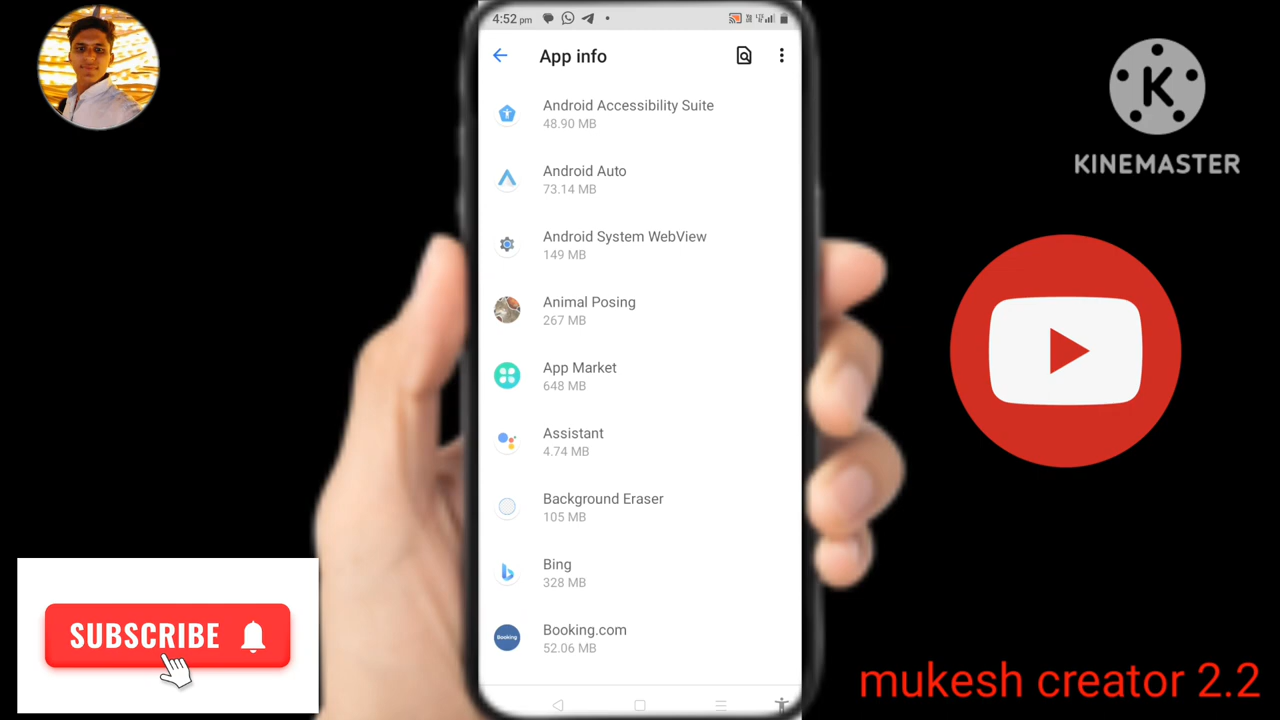 4:52 pm
App info
Android Accessibility Suite
48.90 MB
Android Auto
73.14 MB
Android System WebView
149 MB
Animal Posing
267 MB
App Market
648 MB
Assistant
4.74 MB
Background Eraser
105 MB
Bing
328 MB
Booking
Booking.com
52.06 MB
K
KINEMASTER
SUBSCRIBE
mukesh creator 2.2